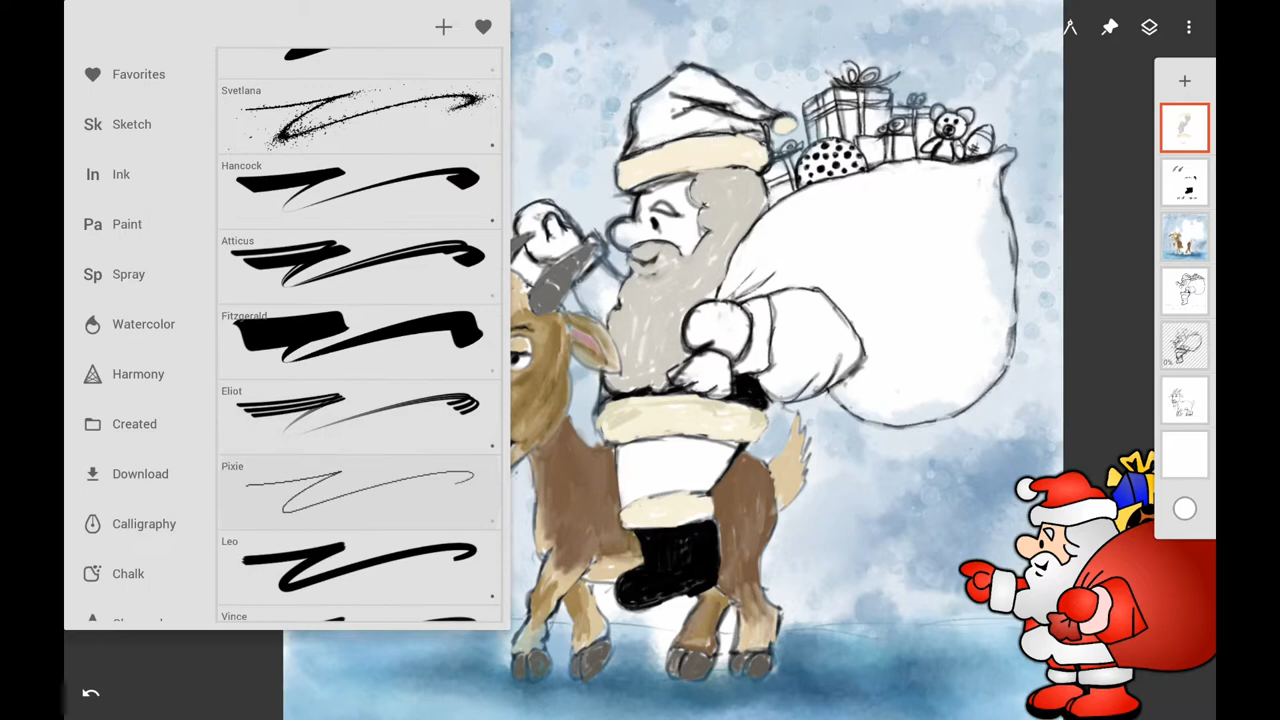 Favorites
Sk Sketch
In Ink
Pa Paint
Sp Spray
Watercolor
Harmony
Created
Download
Calligraphy
Chalk
Svetlana
Hancock
Atticus
Fitzgerald
Eliot
Pixie
Leo
Vince
0%